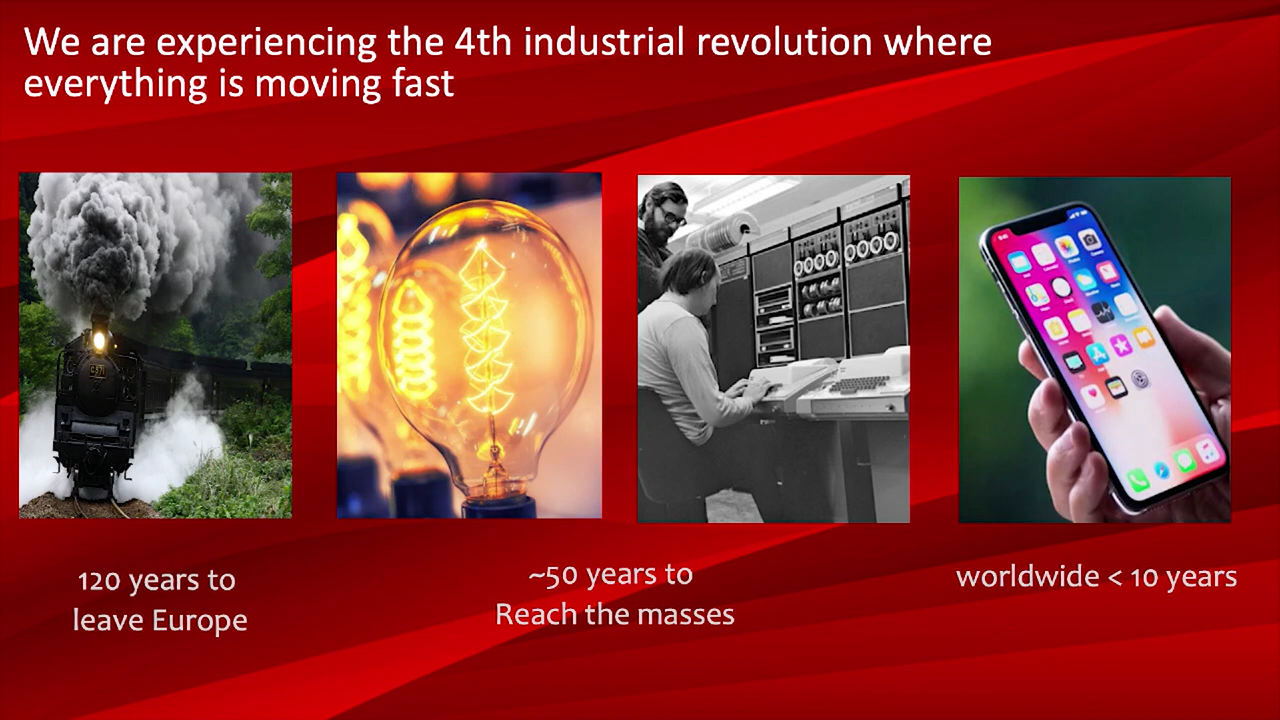 We are experiencing the 4th industrial revolution where
everything is moving fast
120 years to
leave Europe
~50 years to
Reach the masses
worldwide < 10 years